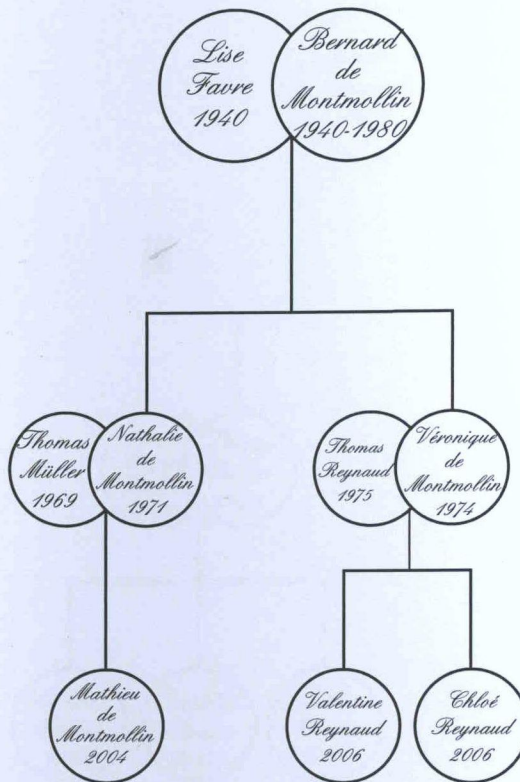 Lise
Favre
1940
Bernard
de
Montmollin
1940-1980
Thomas
Müller
1969
Nathalie
de
Montmollin
1971
Thomas
Reynaud
1975
Véronique
de
Montmollin
1974
Mathieu
de
Montmollin
2004
Valentine
Reynaud
2006
Chloé
Reynaud
2006